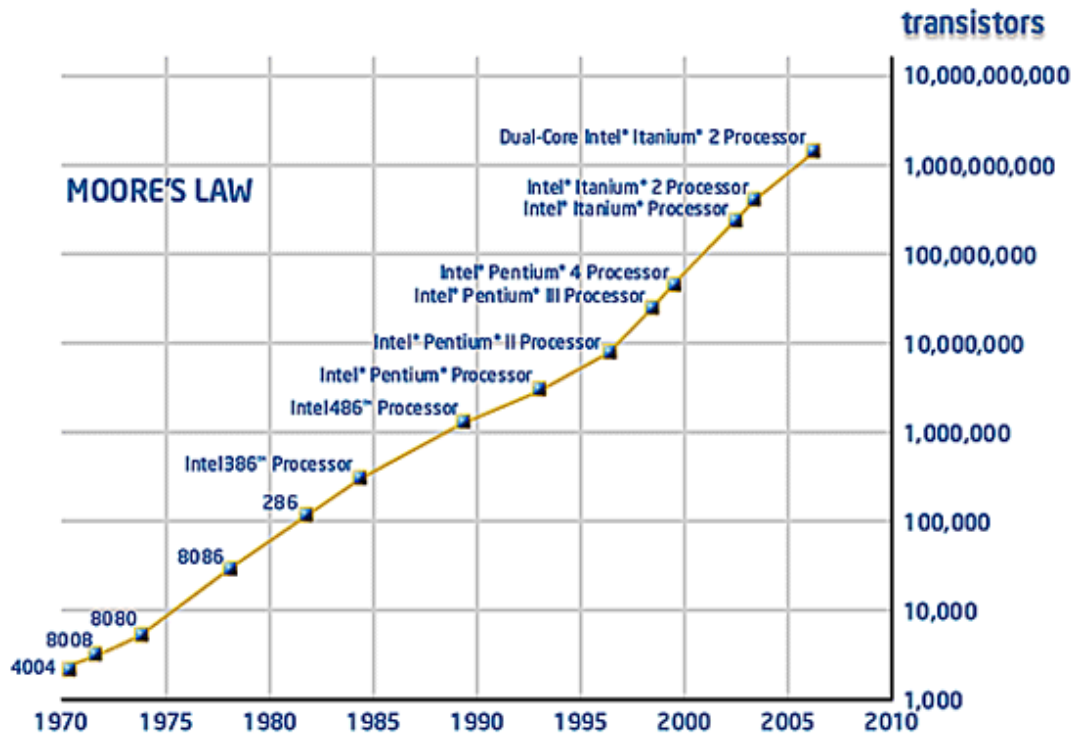 transistors
10,000,000,000
Dual-Core Intel® Itanium® 2 Processor
1,000,000,000
MOORE'S LAW
Intel® Itanium® 2 Processor
Intel® Itanium® Processor
100,000,000
Intel® Pentium® 4 Processor
Intel® Pentium® III Processor
Intel® Pentium® II Processor
10,000,000
Intel® Pentium® Processor
Intel486™ Processor
1,000,000
Intel386™ Processor
286
100,000
8086
8080
10,000
8008
4004
1,000
1970 1975 1980 1985 1990 1995 2000 2005 2010